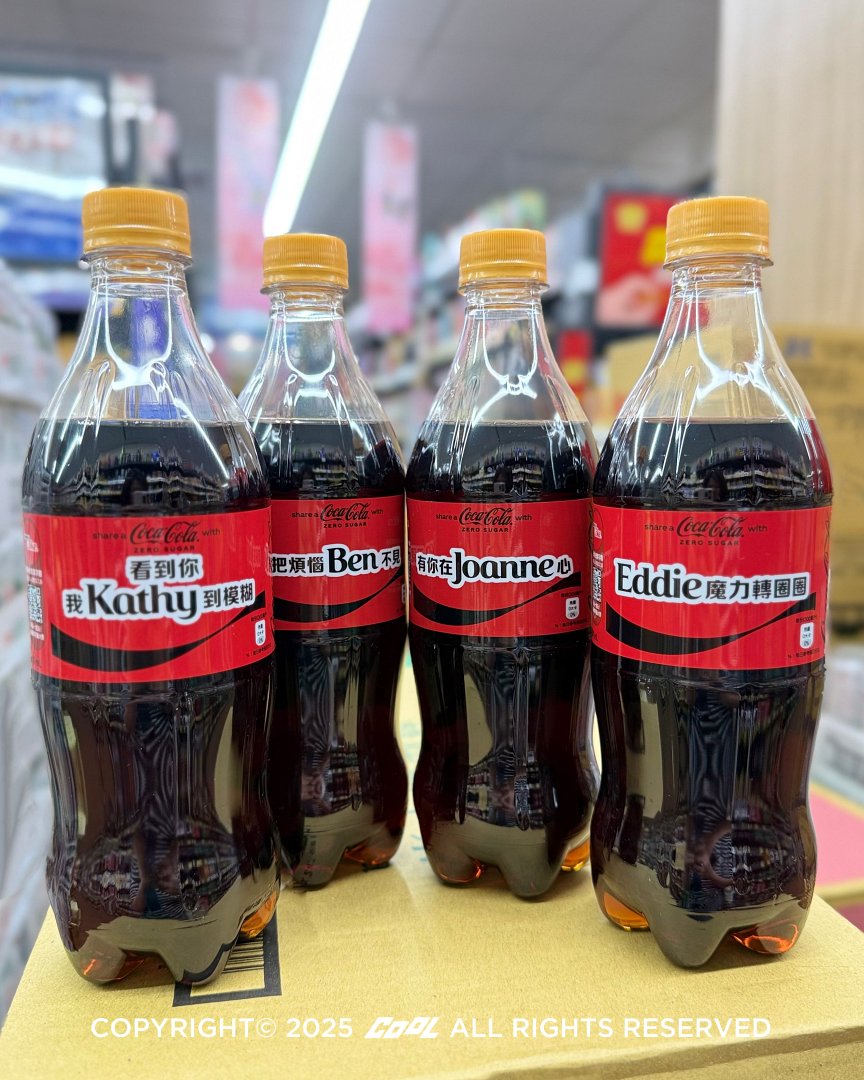 share a Coca-Cola with
ZERO SUGAR
看到你
我Kathy到模糊
share a Coca-Cola with
ZERO SUGAR
把煩惱Ben不見
share a Coca-Cola with
ZERO SUGAR
有你在Joanne心
share a Coca-Cola with
ZERO SUGAR
Eddie魔力轉圈圈
COPYRIGHT© 2025 COOL ALL RIGHTS RESERVED